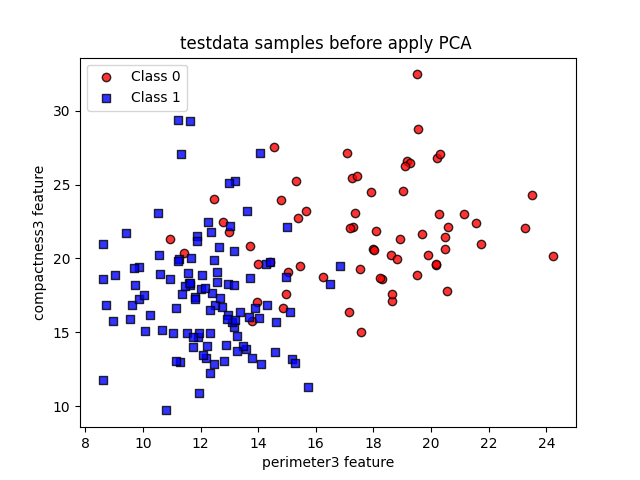 testdata samples before apply PCA
Class 0
Class 1
30
25
20
15
10
compactness3 feature
8 10 12 14 16 18 20 22 24
perimeter3 feature